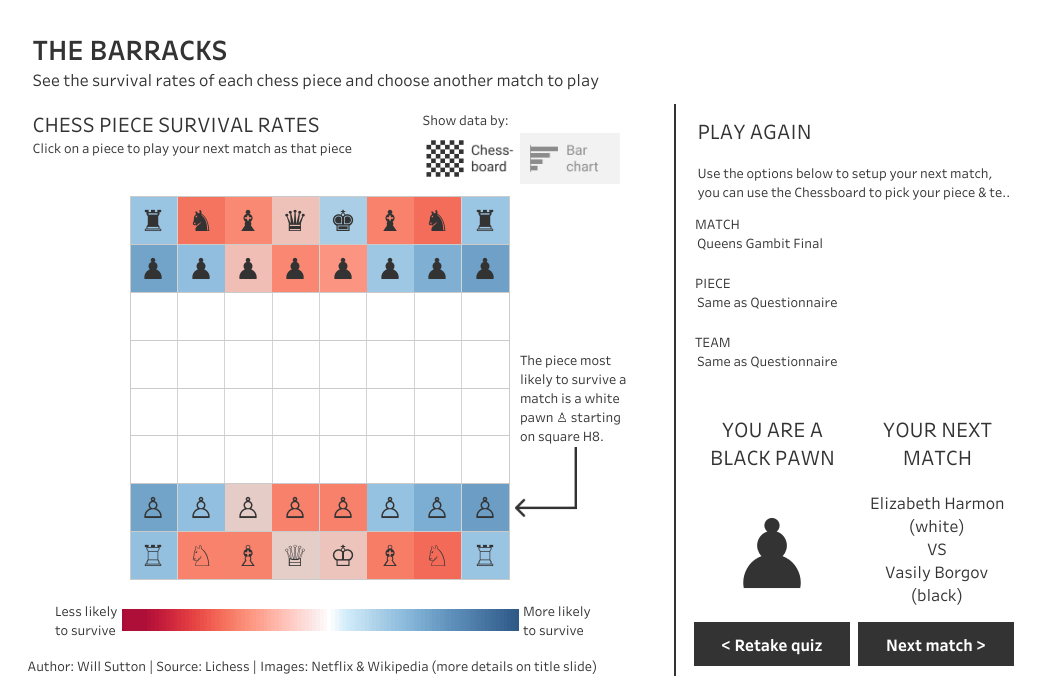 THE BARRACKS
See the survival rates of each chess piece and choose another match to play
CHESS PIECE SURVIVAL RATES
Click on a piece to play your next match as that piece
Show data by:
Chess-
board
Bar
chart
The piece most
likely to survive a
match is a white
pawn ♙ starting
on square H8.
Less likely
to survive
More likely
to survive
Author: Will Sutton | Source: Lichess | Images: Netflix & Wikipedia (more details on title slide)
PLAY AGAIN
Use the options below to setup your next match,
you can use the Chessboard to pick your piece & te..
MATCH
Queens Gambit Final
PIECE
Same as Questionnaire
TEAM
Same as Questionnaire
YOU ARE A
BLACK PAWN
YOUR NEXT
MATCH
Elizabeth Harmon
(white)
VS
Vasily Borgov
(black)
< Retake quiz
Next match >